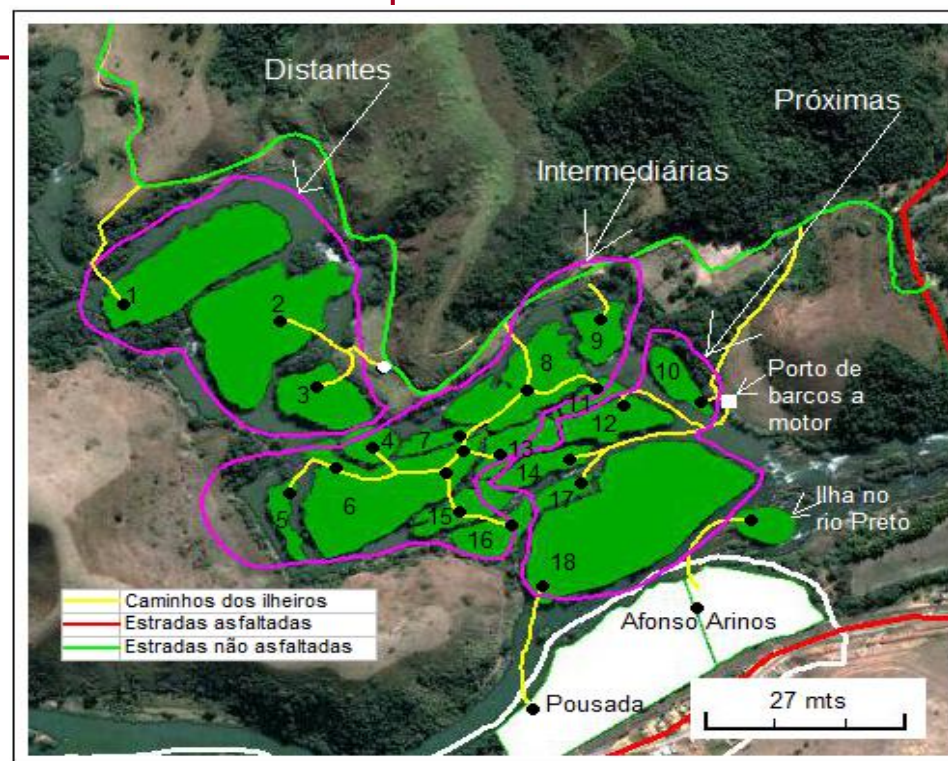 Distantes
Próximas
Intermediárias
1
2
3
8
9
10
Porto de
barcos a
motor
11
12
4
7
13
14
5
6
15
16
17
18
Ilha no
rio Preto
Caminhos dos ilheiros
Estradas asfaltadas
Estradas não asfaltadas
Afonso Arinos
Pousada
27 mts